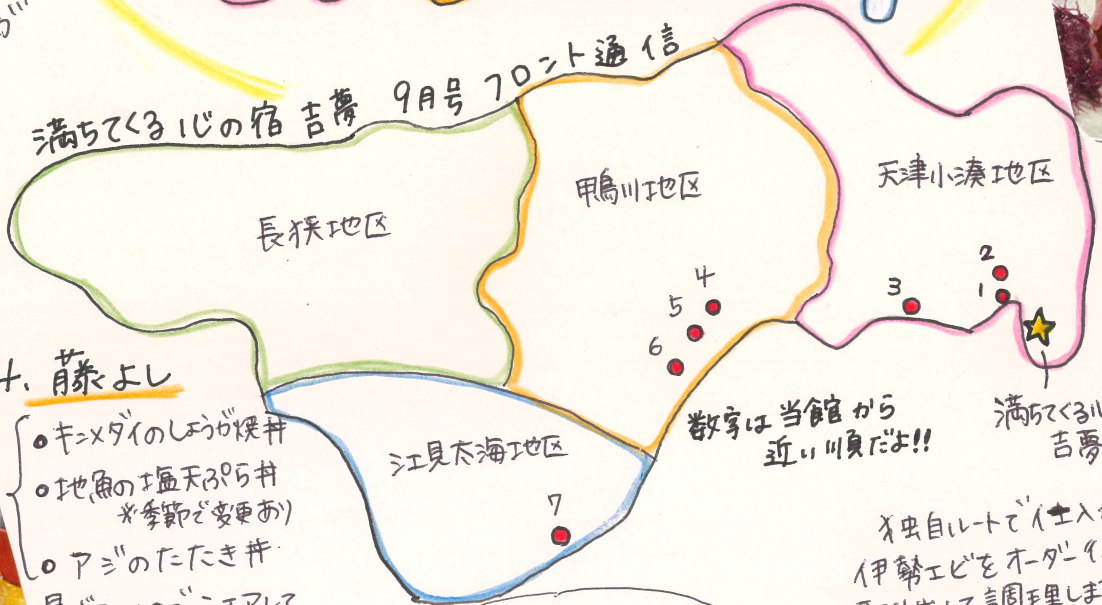 満ちてくる心の宿 吉夢 9月号 フロント通信
長狭地区
鴨川地区
天津小湊地区
2
1
3
4
5
6
藤よし
・キンメダイのしょうが焼丼
・地魚の塩天ぷら丼
※季節で変更あり
・アジのたたき丼
江見太海地区
7
数字は当館から
近い順だよ!!
満ちてくる
吉夢
独自ルートで仕入
伊勢エビをオーダー
調理しま